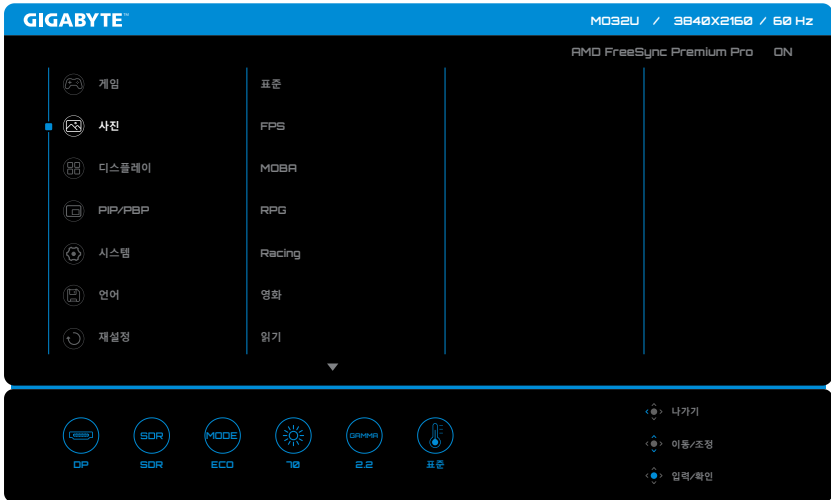 GIGABYTE™
MO32U / 3840X2160 / 60 Hz
AMD FreeSync Premium Pro ON
게임 표준
사진 FPS
디스플레이 MOBA
PIP/PBP RPG
시스템 Racing
언어 영화
재설정 읽기
나가기
SDR MODE GAMMA
이동/조정
DP SDR ECO 70 2.2 표준
입력/확인